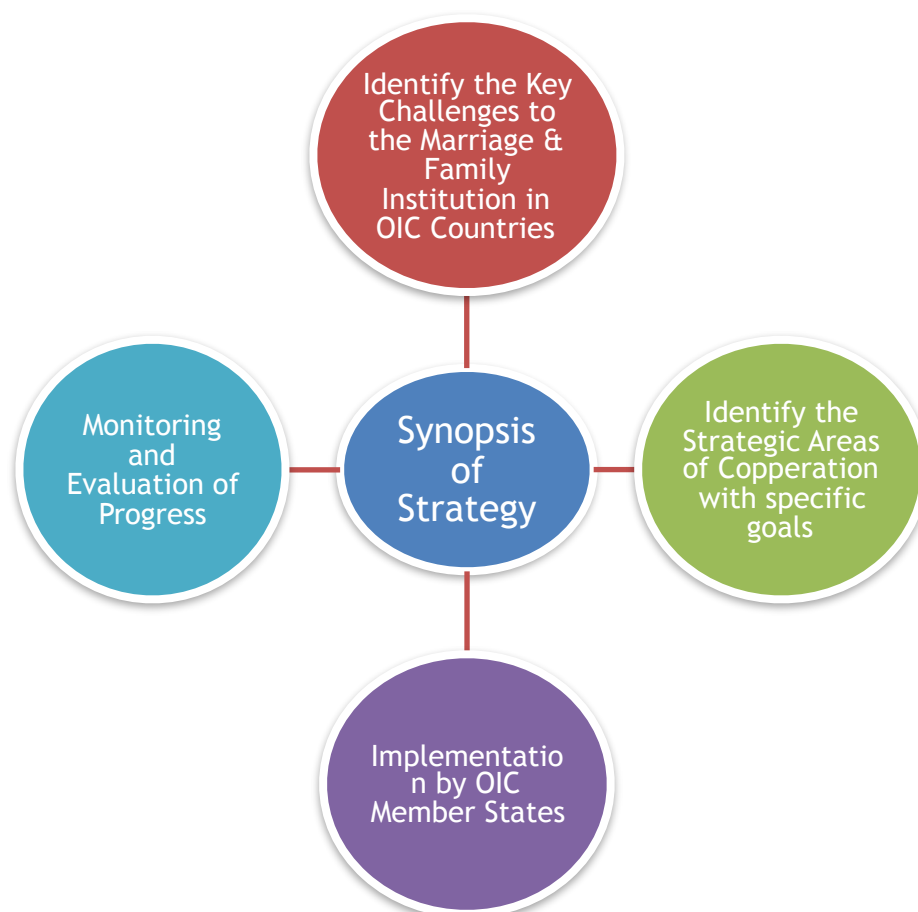 Identify the Key
Challenges to
the Marriage &
Family
Institution in
OIC Countries
Monitoring
and
Evaluation of
Progress
Synopsis
of
Strategy
Identify the
Strategic Areas
of Copperation
with specific
goals
Implementatio
n by OIC
Member States